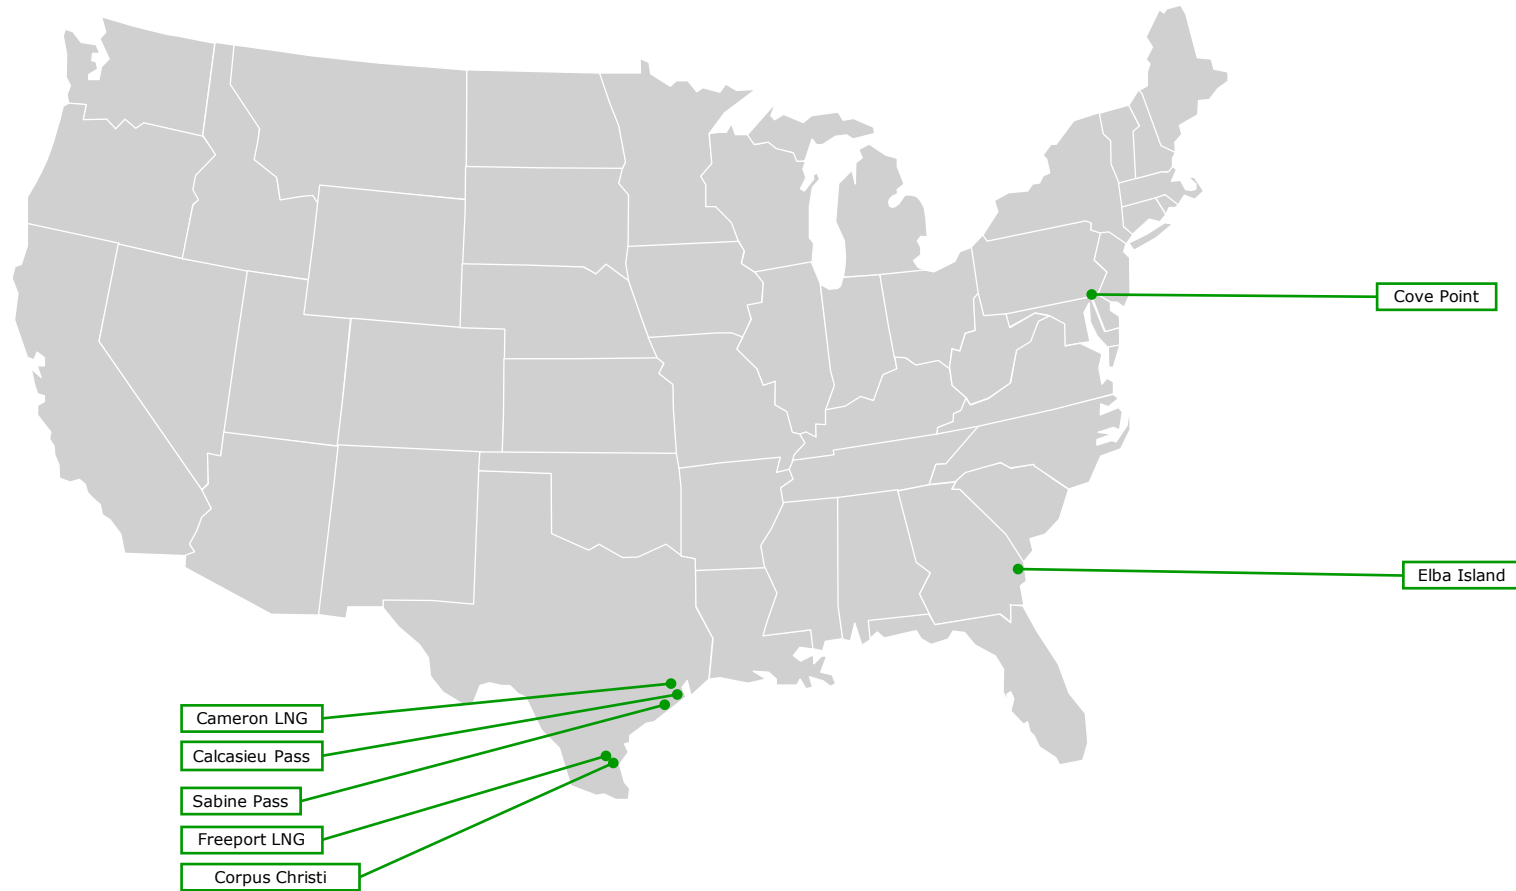 Cove Point
Elba Island
Cameron LNG
Calcasieu Pass
Sabine Pass
Freeport LNG
Corpus Christi